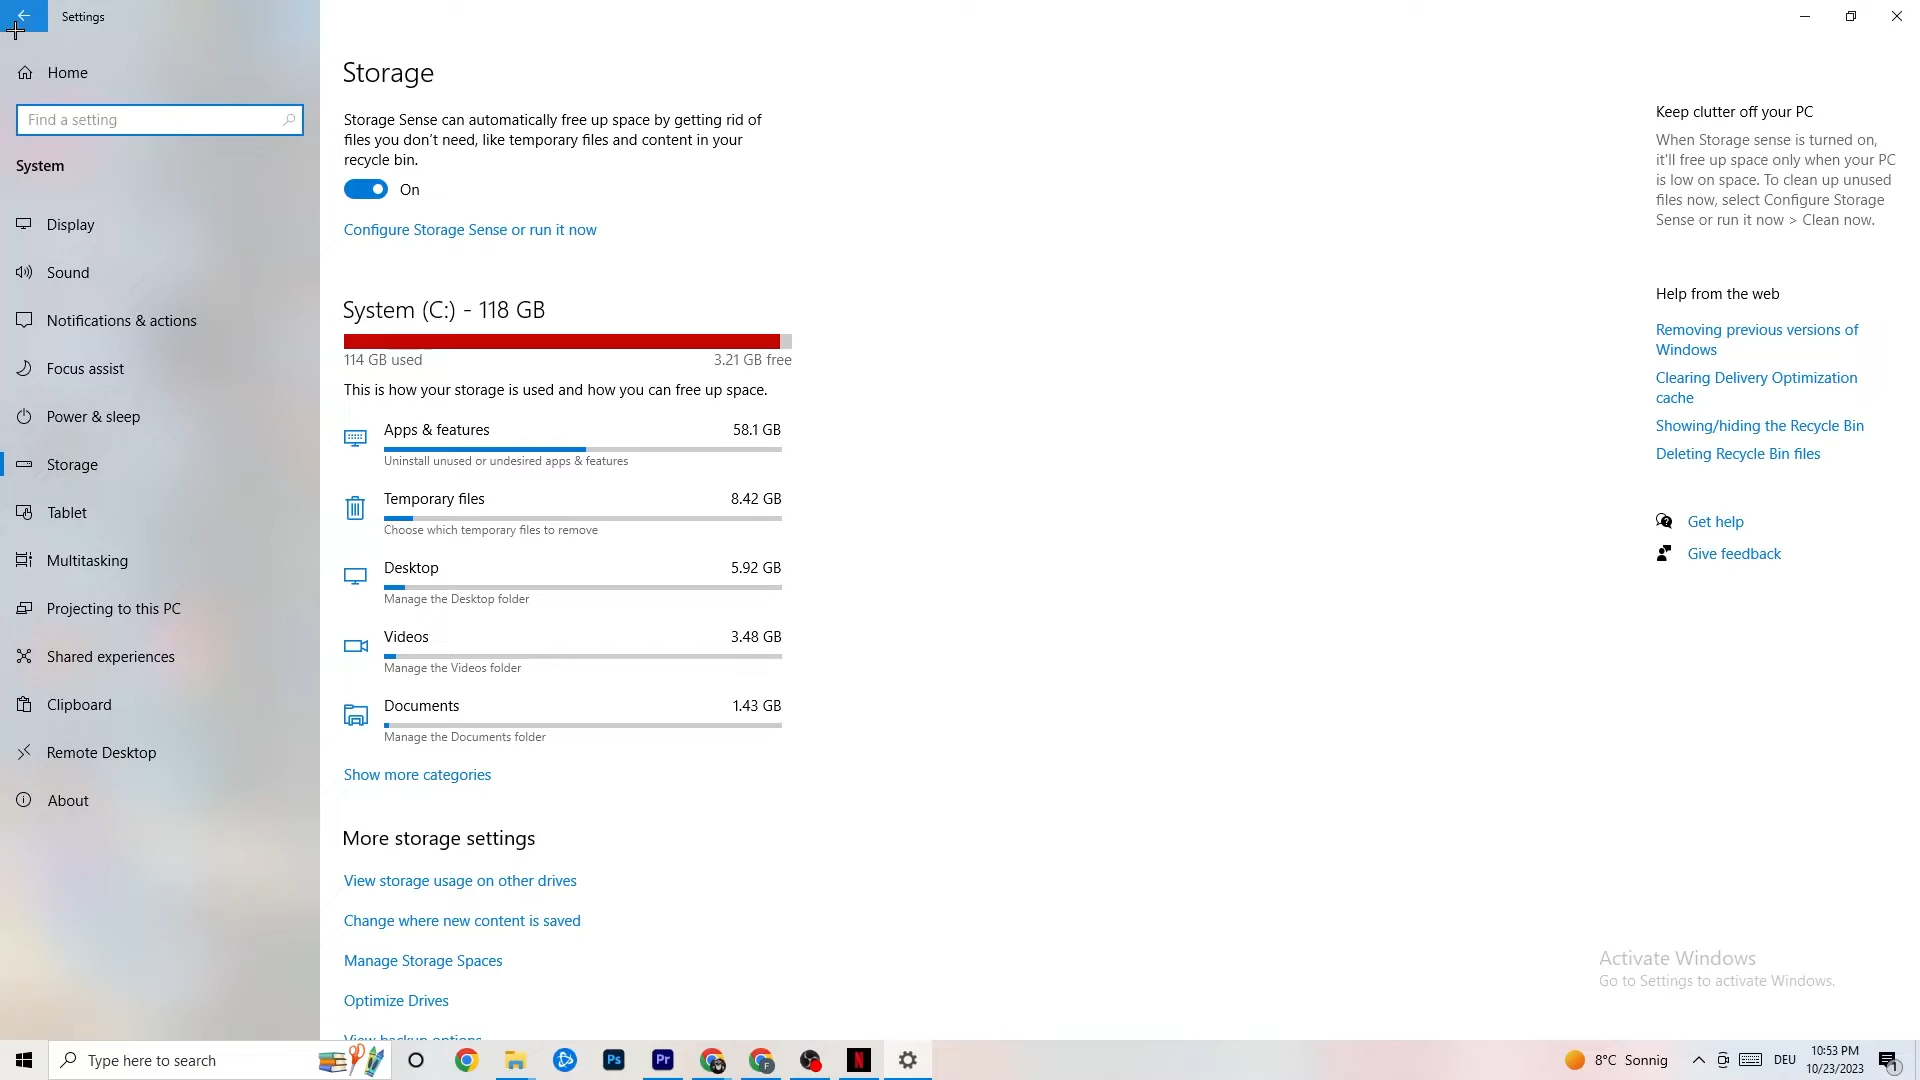 Settings
Home
Find a setting
System
Display
Sound
Notifications & actions
Focus assist
Power & sleep
Storage
Tablet
Multitasking
Projecting to this PC
Shared experiences
Clipboard
Remote Desktop
About
Storage
Storage Sense can automatically free up space by getting rid of
files you don't need, like temporary files and content in your
recycle bin.
On
Configure Storage Sense or run it now
System (C:) - 118 GB
114 GB used 3.21 GB free
This is how your storage is used and how you can free up space.
Apps & features 58.1 GB
Uninstall unused or undesired apps & features
Temporary files 8.42 GB
Choose which temporary files to remove
Desktop 5.92 GB
Manage the Desktop folder
Videos 3.48 GB
Manage the Videos folder
Documents 1.43 GB
Manage the Documents folder
Show more categories
More storage settings
View storage usage on other drives
Change where new content is saved
Manage Storage Spaces
Optimize Drives
View backup options
Keep clutter off your PC
When Storage sense is turned on,
it'll free up space only when your PC
is low on space. To clean up unused
files now, select Configure Storage
Sense or run it now > Clean now.
Help from the web
Removing previous versions of
Windows
Clearing Delivery Optimization
cache
Showing/hiding the Recycle Bin
Deleting Recycle Bin files
Get help
Give feedback
Activate Windows
Go to Settings to activate Windows.
Type here to search
Ps
Pr
F
N
8°C Sonnig
DEU
10:53 PM
10/23/2023
1